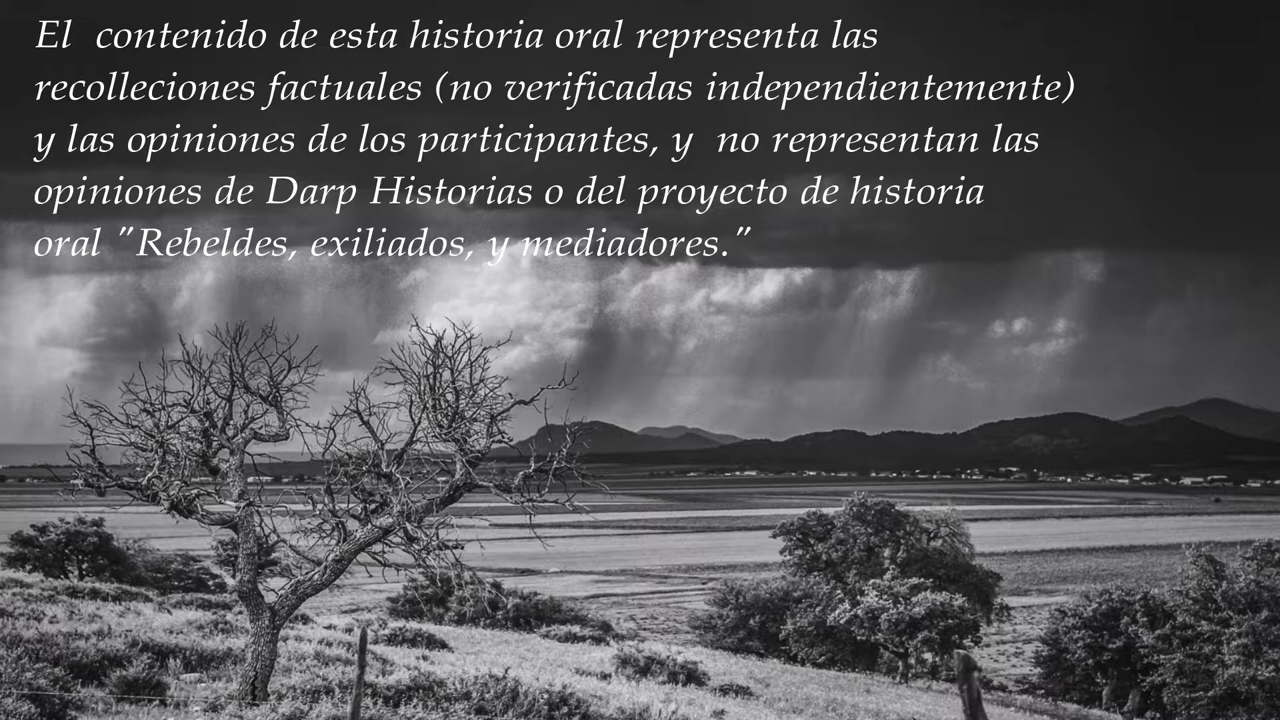 El contenido de esta historia oral representa las
recolleciones factuales (no verificadas independientemente)
y las opiniones de los participantes, y no representan las
opiniones de Darp Historias o del proyecto de historia
oral "Rebeldes, exiliados, y mediadores."